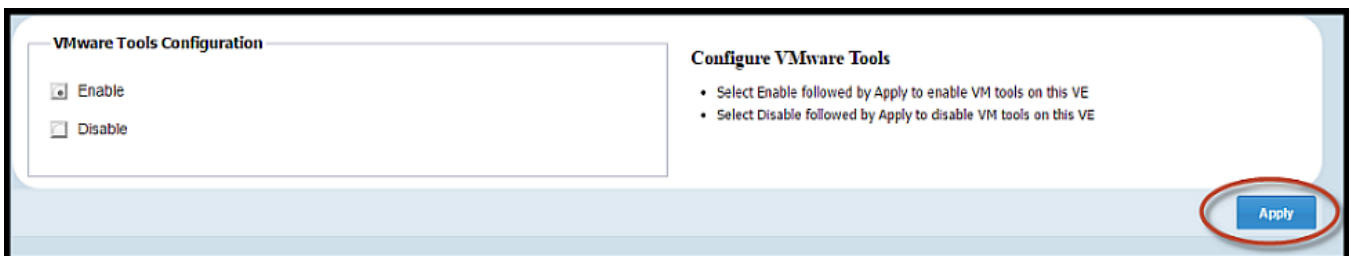 VMware Tools Configuration
Enable
Disable
Configure VMware Tools
• Select Enable followed by Apply to enable VM tools on this VE
• Select Disable followed by Apply to disable VM tools on this VE
Apply